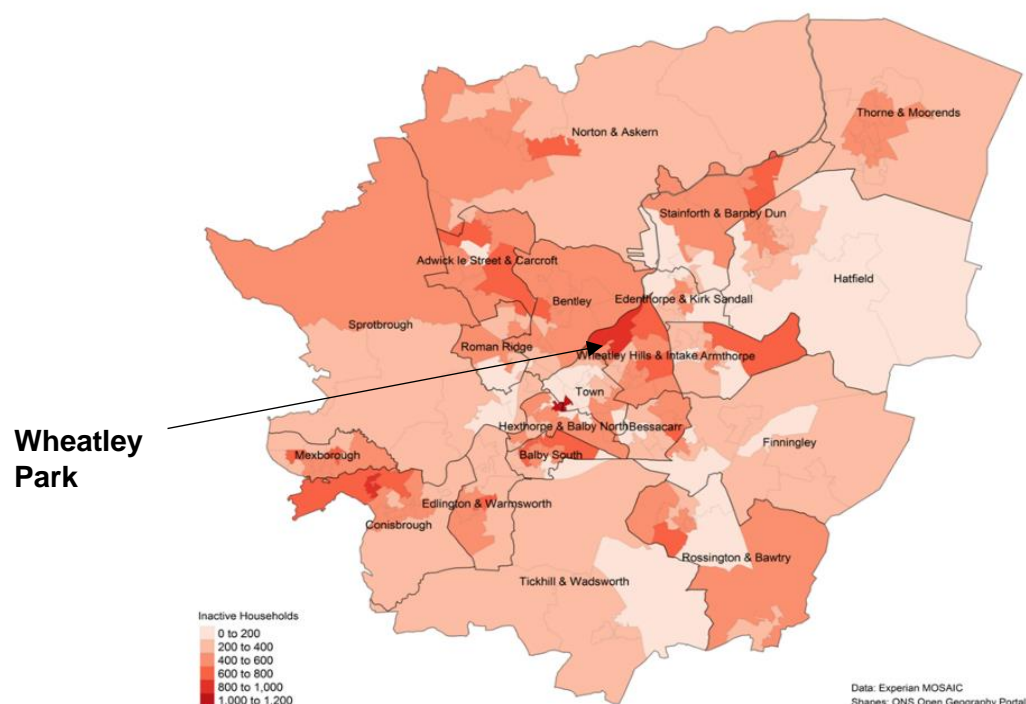 Thorne & Moorends
Norton & Askern
Stainforth & Barnby Dun
Adwick le Street & Carcroft
Hatfield
Bentley
Edenthorpe & Kirk Sandall
Sprotbrough
Roman Ridge
Wheatley Hills & Intake
Armthorpe
Town
Wheatley
Park
Hexthorpe & Balby North
Bessacarr
Finningley
Mexborough
Balby South
Edlington & Warmsworth
Conisbrough
Rossington & Bawtry
Tickhill & Wadsworth
Inactive Households
0 to 200
200 to 400
400 to 600
600 to 800
800 to 1,000
1,000 to 1,200
Data: Experian MOSAIC
Shapes: ONS Open Geography Portal